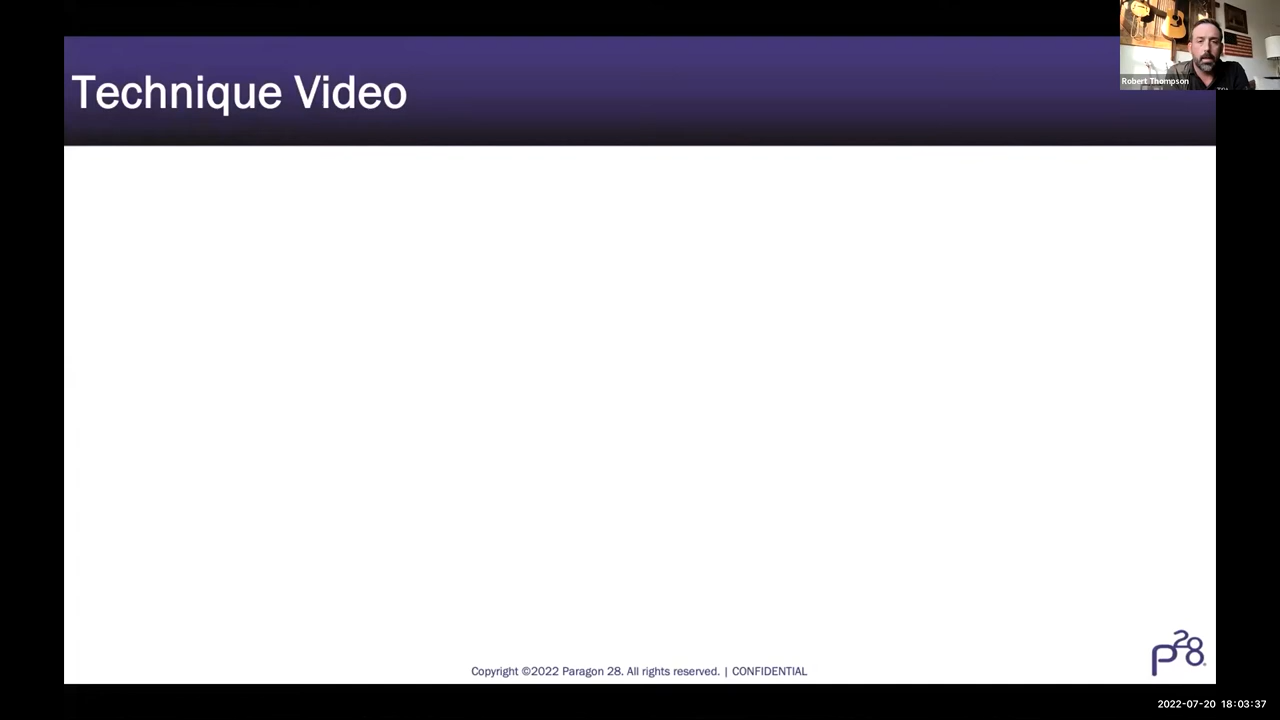 Technique Video
Robert Thompson
Copyright ©2022 Paragon 28. All rights reserved. | CONFIDENTIAL
P28
2022-07-20 18:03:37